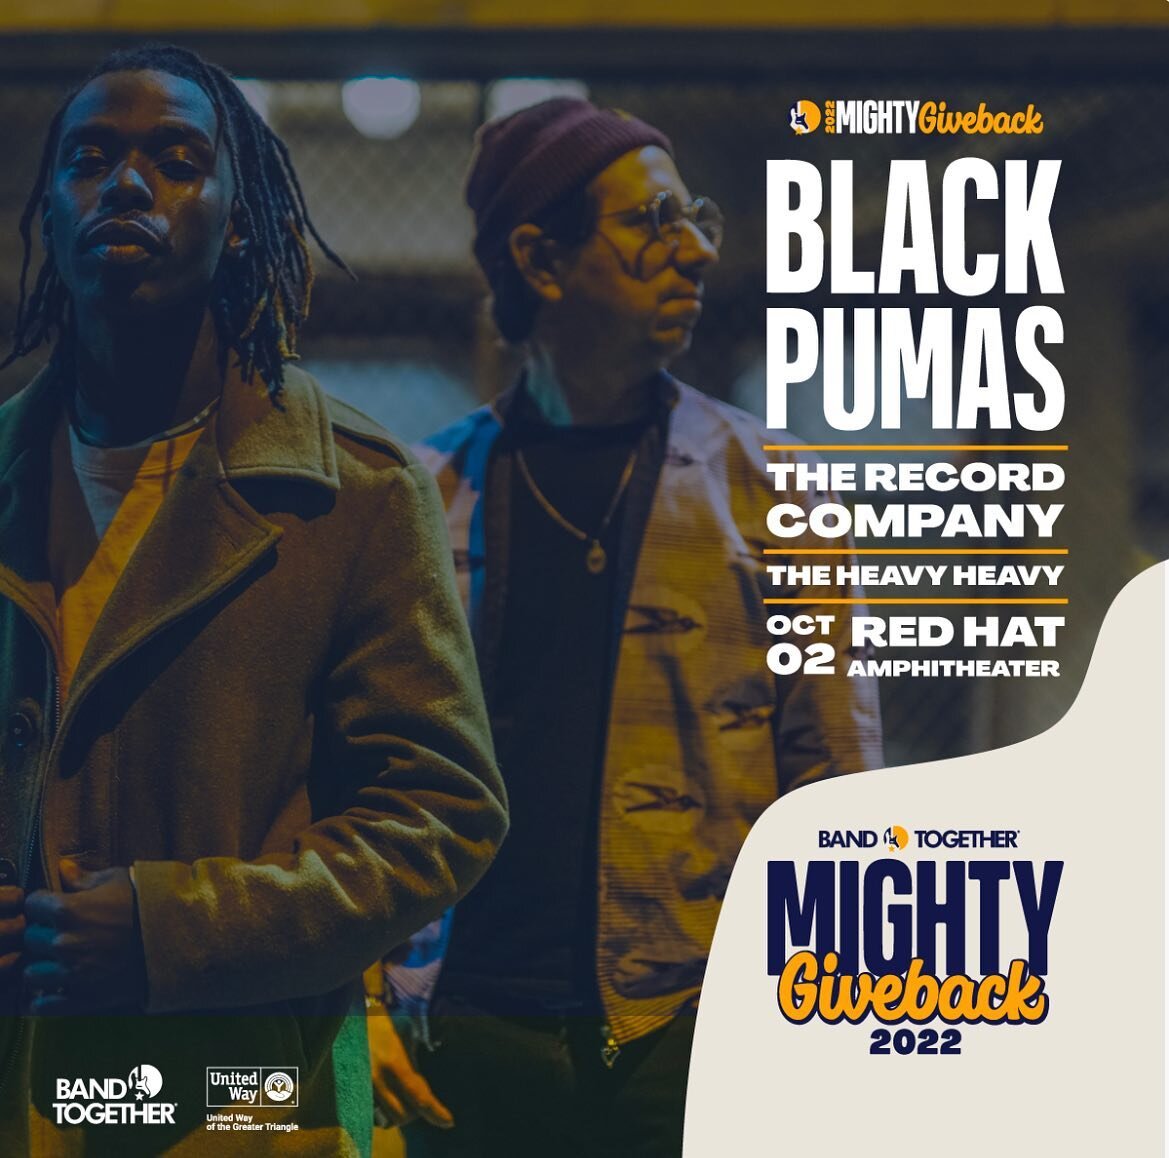 2022 MIGHTY Giveback
BLACK
PUMAS
THE RECORD
COMPANY
THE HEAVY HEAVY
OCT
02
RED HAT
AMPHITHEATER
BAND TOGETHER
MIGHTY
Giveback
2022
BAND
TOGETHER
United
Way
United Way
of the Greater Triangle